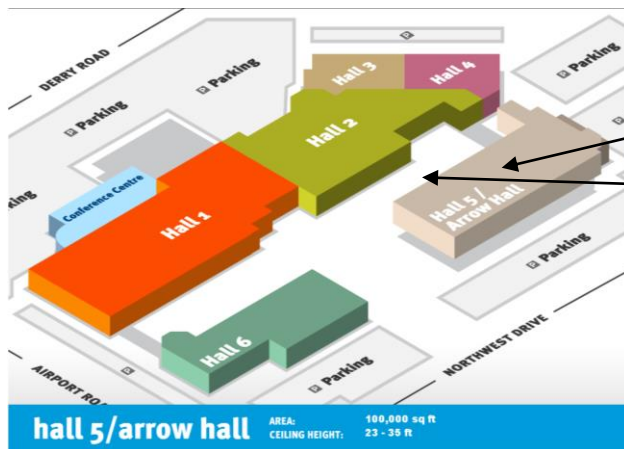 DERRY ROAD
Parking
Parking
Hall 3
Hall 4
Parking
Hall 2
Parking
Conference Centre
Hall 1
Hall 5/
Arrow Hall
Parking
Hall 6
Parking
NORTHWEST DRIVE
AIRPORT
hall 5/arrow hall
AREA: 100,000 sq ft
CEILING HEIGHT: 23 - 35 ft